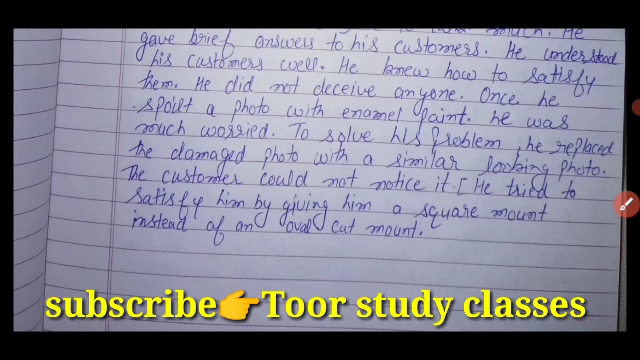 much. He
gave brief answers to his customers. He understood
his customers well. He knew how to satisfy
them. He did not deceive anyone. Once he
spoilt a photo with enamel paint. he was
much worried. To solve his problem, he replaced
the damaged photo with a similar looking photo.
The customer could not notice it. [ He tried to
satisfy him by giving him a square mount
instead of an oval cut mount.
subscribe👉Toor study classes